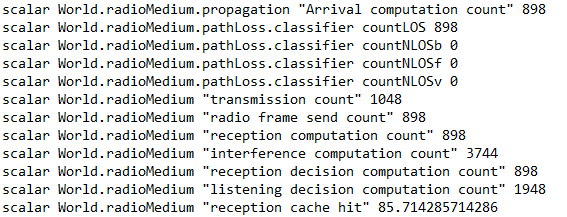 scalar World.radioMedium.propagation "Arrival computation count" 898
scalar World.radioMedium.pathLoss.classifier countLOS 898
scalar World.radioMedium.pathLoss.classifier countNLOSb 0
scalar World.radioMedium.pathLoss.classifier countNLOSf 0
scalar World.radioMedium.pathLoss.classifier countNLOSv 0
scalar World.radioMedium "transmission count" 1048
scalar World.radioMedium "radio frame send count" 898
scalar World.radioMedium "reception computation count" 898
scalar World.radioMedium "interference computation count" 3744
scalar World.radioMedium "reception decision computation count" 898
scalar World.radioMedium "listening decision computation count" 1948
scalar World.radioMedium "reception cache hit" 85.714285714286